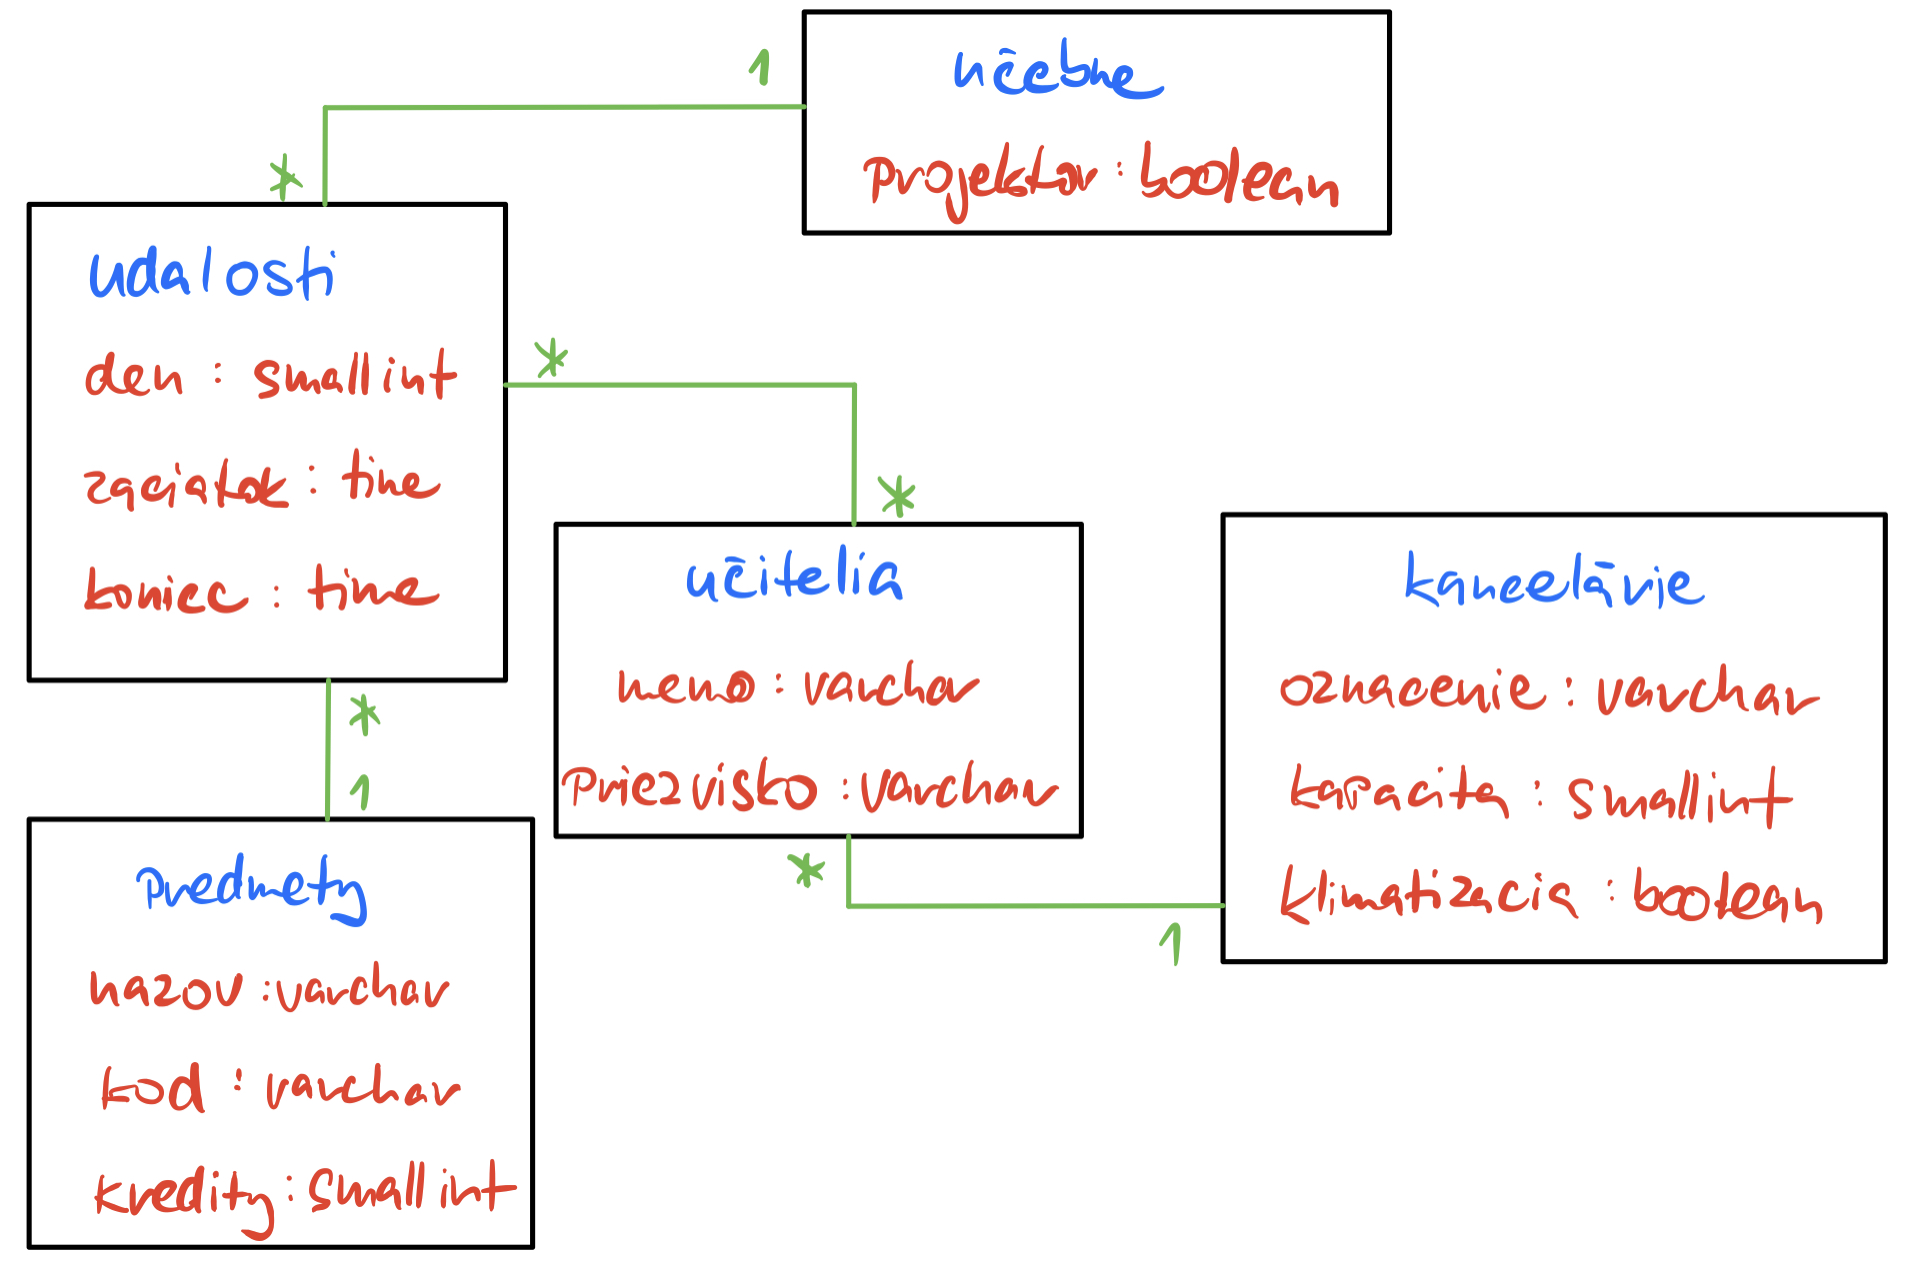 učebne
projektor : boolean
1
*
udalosti
den : smallint
zaciatok : time
koniec : time
*
*
učitelia
meno : varchar
priezvisko : varchar
kancelárie
oznacenie : varchar
kapacita : smallint
klimatizacia : boolean
*
1
*
1
predmety
nazov : varchar
kod : varchar
kredity : smallint